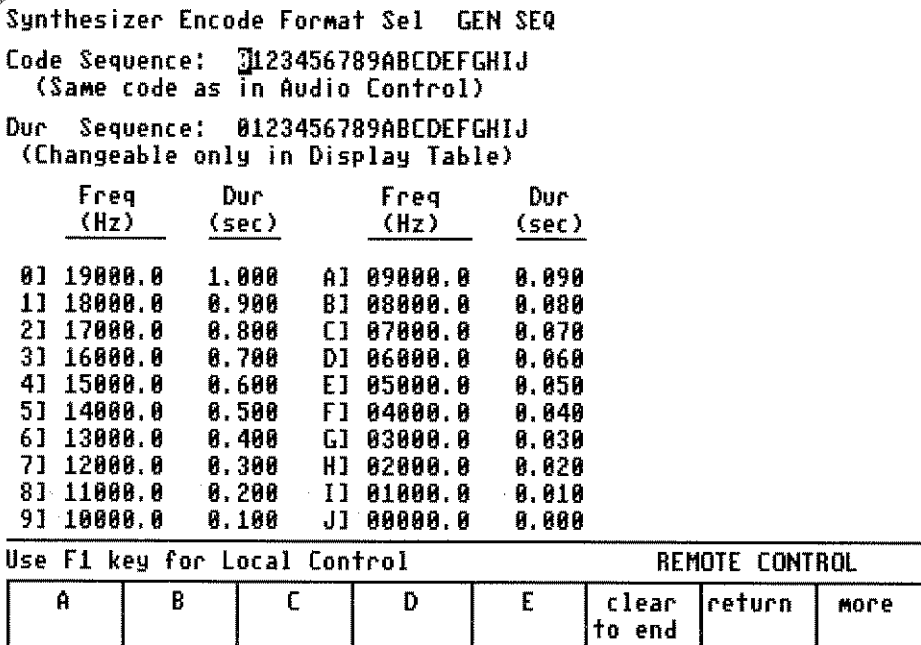 Synthesizer Encode Format Sel GEN SEQ
Code Sequence: 0123456789ABCDEFGHIJ
(Same code as in Audio Control)
Dur Sequence: 0123456789ABCDEFGHIJ
(Changeable only in Display Table)
Freq Dur Freq Dur
(Hz) (sec) (Hz) (sec)
0] 19000.0 1.000 A] 09000.0 0.090
1] 18000.0 0.900 B] 08000.0 0.080
2] 17000.0 0.800 C] 07000.0 0.070
3] 16000.0 0.700 D] 06000.0 0.060
4] 15000.0 0.600 E] 05000.0 0.050
5] 14000.0 0.500 F] 04000.0 0.040
6] 13000.0 0.400 G] 03000.0 0.030
7] 12000.0 0.300 H] 02000.0 0.020
8] 11000.0 0.200 I] 01000.0 0.010
9] 10000.0 0.100 J] 00000.0 0.000
Use F1 key for Local Control REMOTE CONTROL
A B C D E clear return more
to end